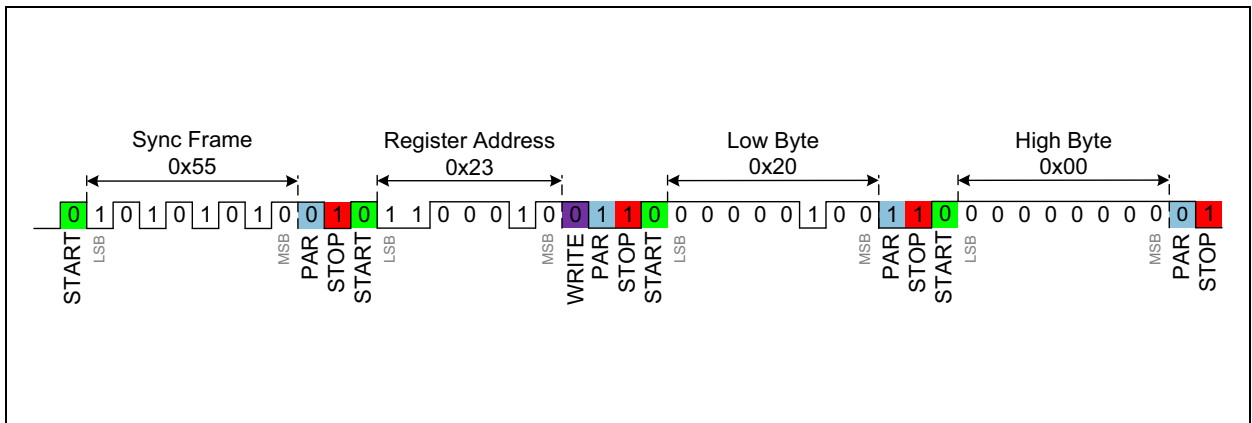 Sync Frame
0x55
Register Address
0x23
Low Byte
0x20
High Byte
0x00
0 1 0 1 0 1 0 1 0 0 1 0 1 1 0 0 0 1 0 0 1 1 0 0 0 0 0 0 1 0 0 1 1 0 0 0 0 0 0 0 0 0 0 1
START
LSB
MSB
PAR
STOP
START
LSB
MSB
WRITE
PAR
STOP
START
LSB
MSB
PAR
STOP
START
LSB
MSB
PAR
STOP